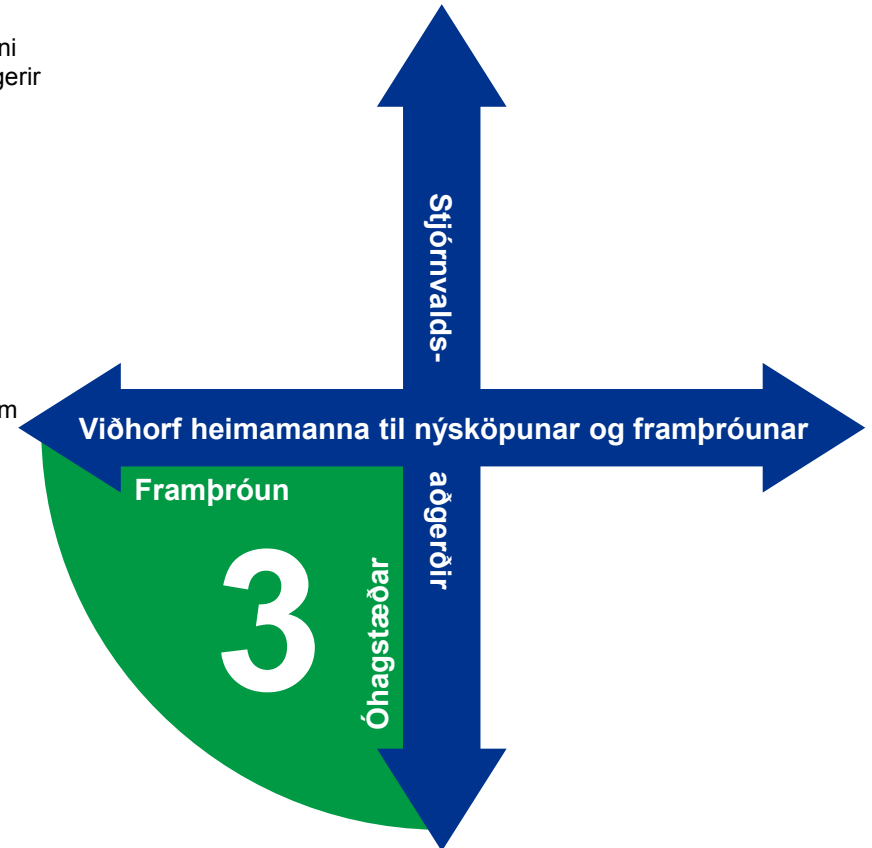 Stjórnvalds-
Viðhorf heimamanna til nýsköpunar og framþróunar
aðgerðir
Framþróun
3
Óhagstæðar